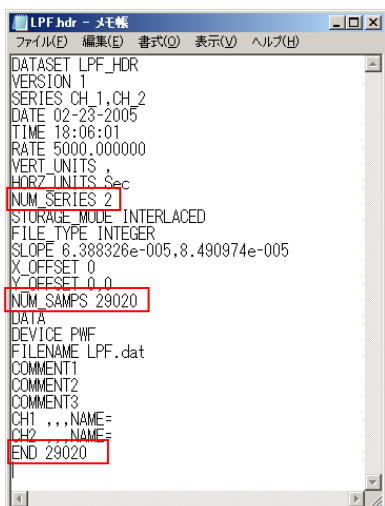 LPF.hdr - メモ帳
ファイル(F) 編集(E) 書式(O) 表示(V) ヘルプ(H)
DATASET LPF_HDR
VERSION 1
SERIES CH_1,CH_2
DATE 02-23-2005
TIME 18:06:01
RATE 5000.000000
VERT_UNITS ,
HORZ_UNITS Sec
NUM_SERIES 2
STORAGE_MODE INTERLACED
FILE_TYPE INTEGER
SLOPE 6.388326e-005,8.490974e-005
X_OFFSET 0
Y_OFFSET 0,0
NUM_SAMPS 29020
DATA
DEVICE PWF
FILENAME LPF.dat
COMMENT1
COMMENT2
COMMENT3
CH1 ,,,NAME=
CH2 ,,,NAME=
END 29020